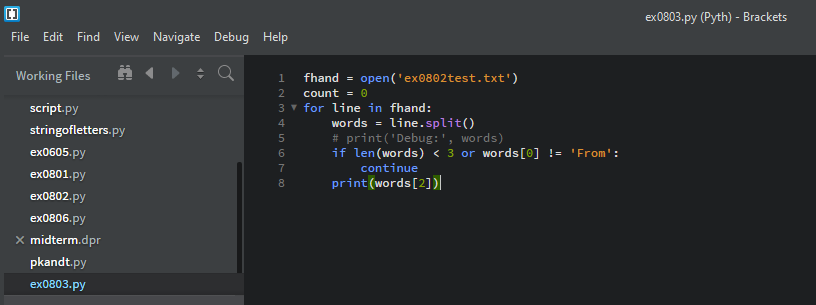 ex0803.py (Pyth) - Brackets
File Edit Find View Navigate Debug Help
Working Files
script.py
stringofletters.py
ex0605.py
ex0801.py
ex0802.py
ex0806.py
midterm.dpr
pkandt.py
ex0803.py
1 fhand = open('ex0802test.txt')
2 count = 0
3 for line in fhand:
4 words = line.split()
5 # print('Debug:', words)
6 if len(words) < 3 or words[0] != 'From':
7 continue
8 print(words[2])